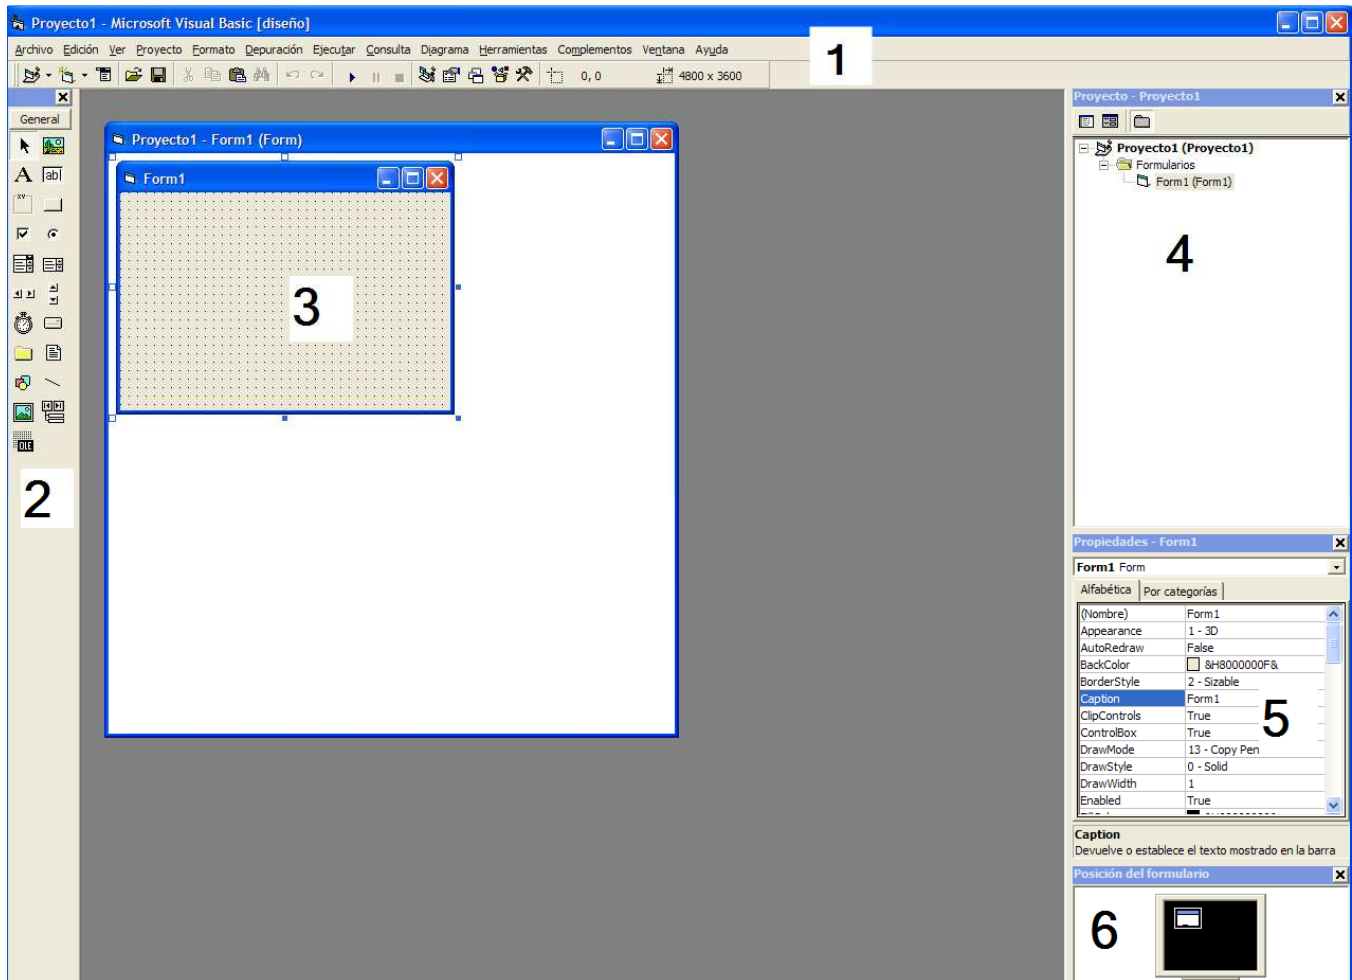 Proyecto1 - Microsoft Visual Basic [diseño]
Archivo Edición Ver Proyecto Formato Depuración Ejecutar Consulta Diagrama Herramientas Complementos Ventana Ayuda
1
0, 0 4800 x 3600
General
A ab|
xv
OLE
2
Proyecto1 - Form1 (Form)
Form1
3
Proyecto - Proyecto1
Proyecto1 (Proyecto1)
Formularios
Form1 (Form1)
4
Propiedades - Form1
Form1 Form
Alfabética Por categorías
(Nombre) Form1
Appearance 1 - 3D
AutoRedraw False
BackColor &H8000000F&
BorderStyle 2 - Sizable
Caption Form1
ClipControls True
ControlBox True
DrawMode 13 - Copy Pen
DrawStyle 0 - Solid
DrawWidth 1
Enabled True
5
Caption
Devuelve o establece el texto mostrado en la barra
Posición del formulario
6